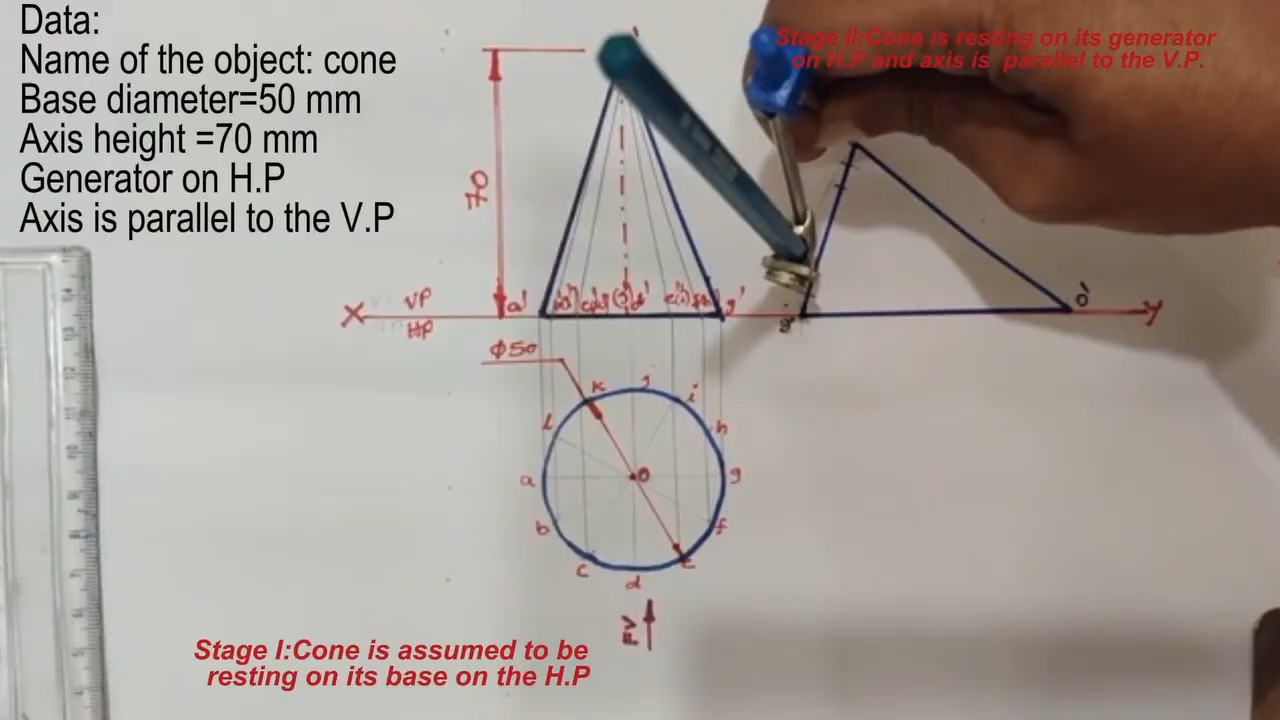 Data:
Name of the object: cone
Base diameter=50 mm
Axis height =70 mm
Generator on H.P
Axis is parallel to the V.P
Stage II:Cone is resting on its generator
on H.P and axis is parallel to the V.P.
70
a'
d'
g'
o'
X
VP
HP
Y
Φ50
k
j
i
l
h
a
o
g
b
f
c
d
E
FV
Stage I:Cone is assumed to be
resting on its base on the H.P